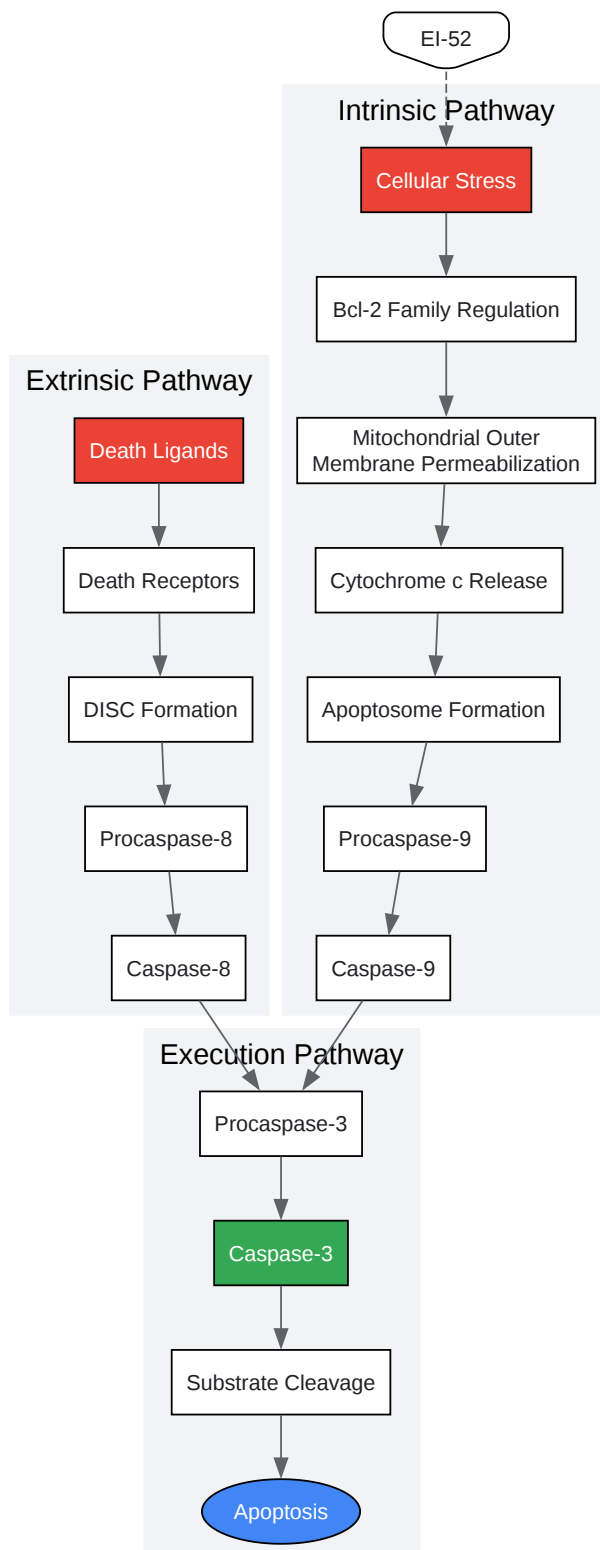 EI-52
Intrinsic Pathway
Cellular Stress
Bcl-2 Family Regulation
Mitochondrial Outer
Membrane Permeabilization
Cytochrome c Release
Apoptosome Formation
Procaspase-9
Caspase-9
Extrinsic Pathway
Death Ligands
Death Receptors
DISC Formation
Procaspase-8
Caspase-8
Execution Pathway
Procaspase-3
Caspase-3
Substrate Cleavage
Apoptosis